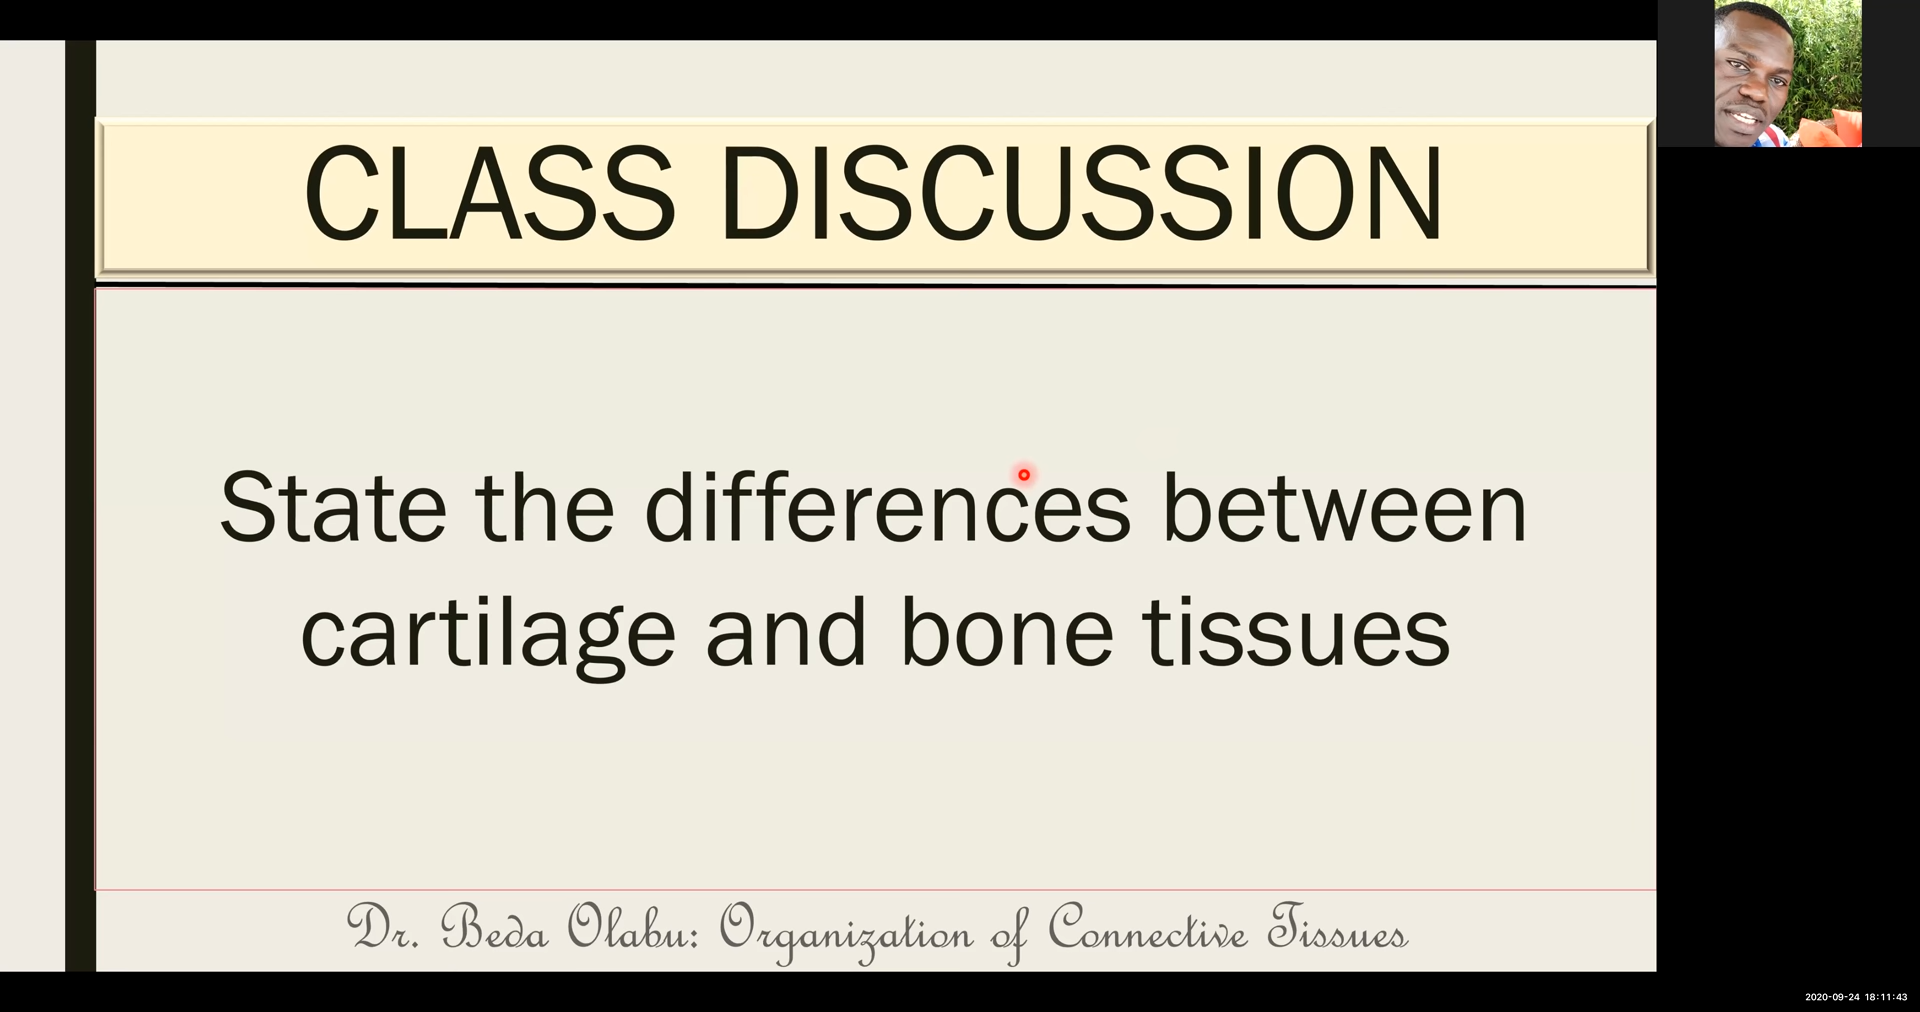 CLASS DISCUSSION
State the differences between
cartilage and bone tissues
Dr. Beda Olabu: Organization of Connective Tissues
2020-09-24 18:11:43